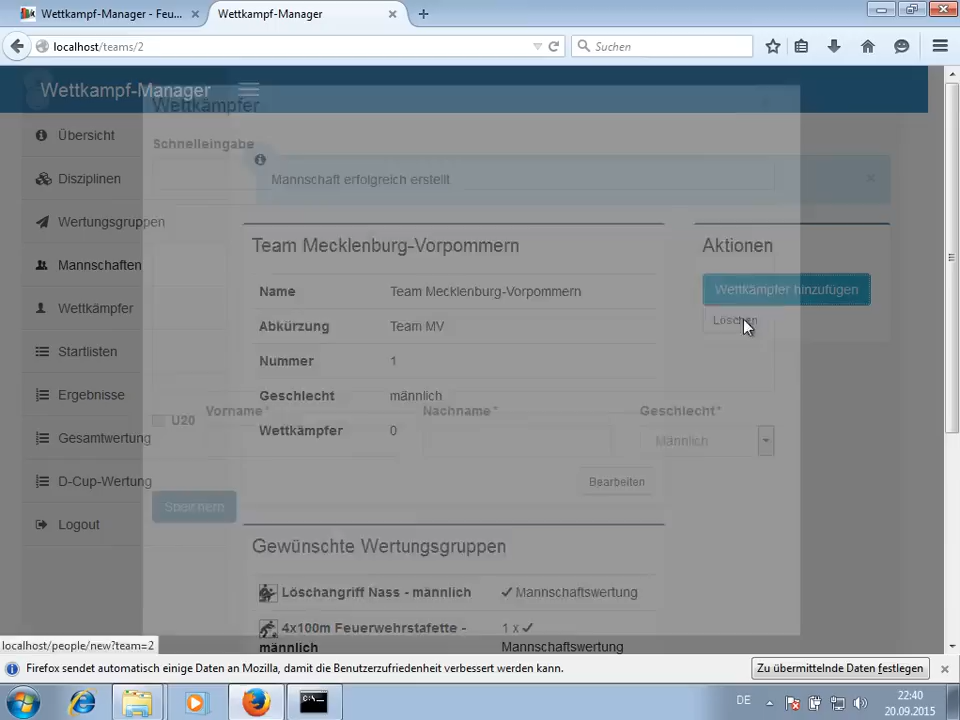 Wettkampf-Manager - Feu...
Wettkampf-Manager
localhost/teams/2
Suchen
Wettkampf-Manager
Wettkämpfer
Übersicht
Disziplinen
Wertungsgruppen
Mannschaften
Wettkämpfer
Startlisten
Ergebnisse
Gesamtwertung
D-Cup-Wertung
Logout
Schnelleingabe
Mannschaft erfolgreich erstellt
Team Mecklenburg-Vorpommern
Name Team Mecklenburg-Vorpommern
Abkürzung Team MV
Nummer 1
Geschlecht männlich
Wettkämpfer 0
Bearbeiten
Aktionen
Wettkämpfer hinzufügen
Löschen
U20
Vorname*
Nachname*
Geschlecht*
Männlich
Speichern
Gewünschte Wertungsgruppen
Löschangriff Nass - männlich Mannschaftswertung
4x100m Feuerwehrstafette - 1 x
männlich Mannschaftswertung
localhost/people/new?team=2
Firefox sendet automatisch einige Daten an Mozilla, damit die Benutzerzufriedenheit verbessert werden kann.
Zu übermittelnde Daten festlegen
C:\.
DE
22:40
20.09.2015